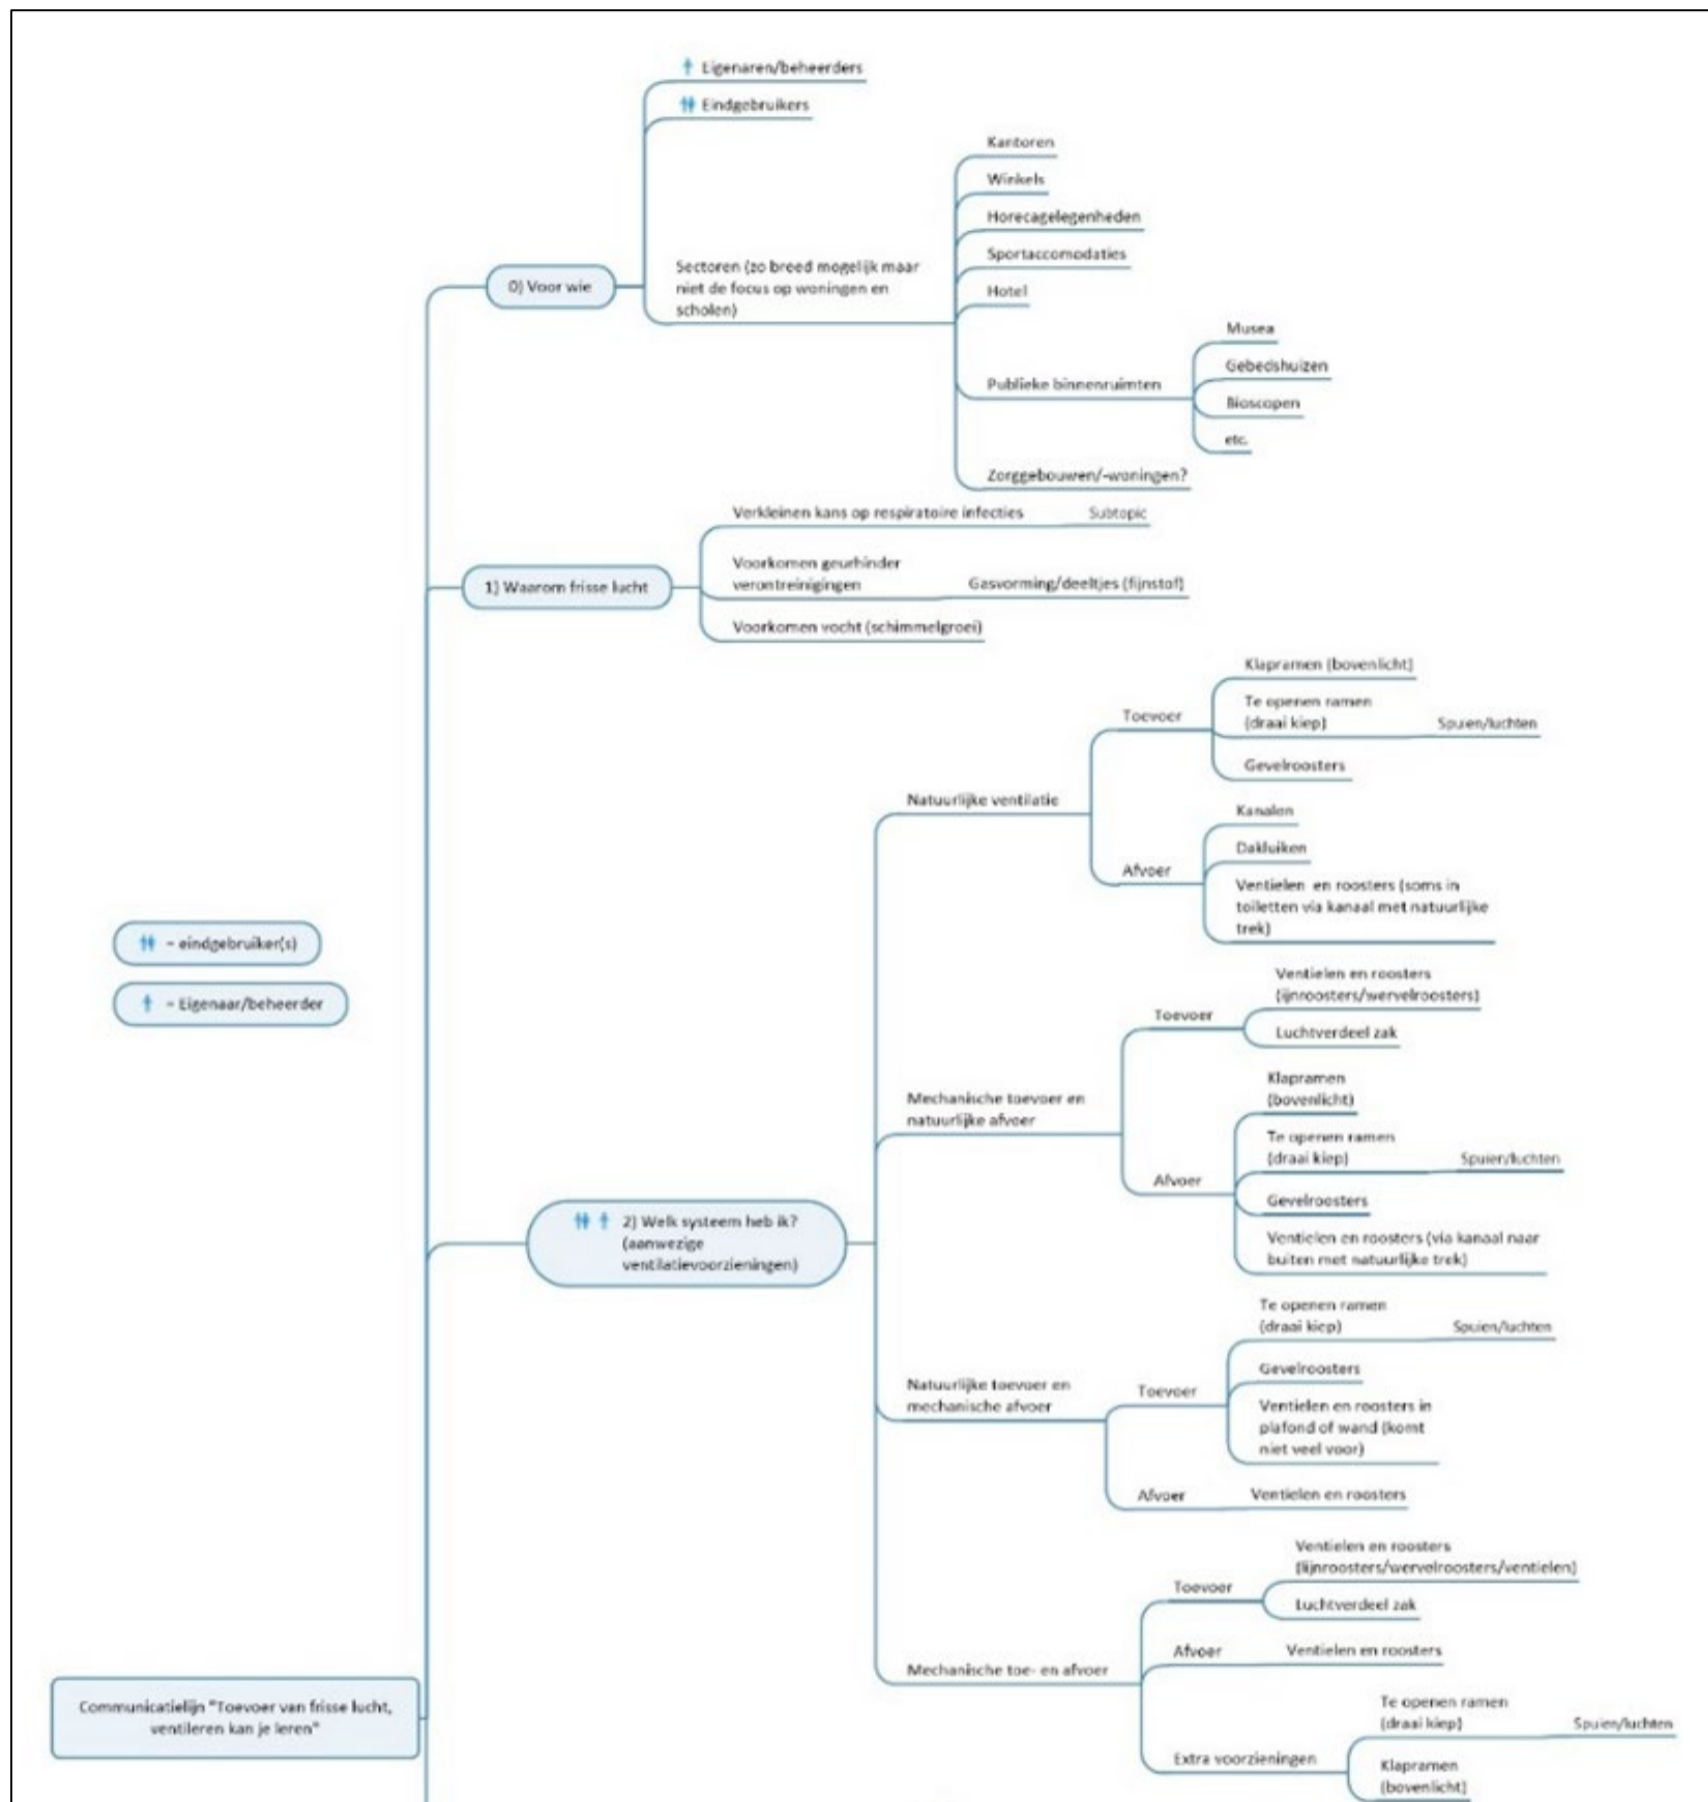 Eigenaren/beheerders
Eindgebruikers
Kantoren
Winkels
Horecagelegenheden
Sportaccomodaties
Hotel
0) Voor wie
Sectoren (zo breed mogelijk maar
niet de focus op woningen en
scholen)
Publieke binnenruimten
Musea
Gebedshuizen
Bioscopen
etc.
Zorggebouwen/-woningen?
1) Waarom frisse lucht
Verkleinen kans op respiratoire infecties
Subtopic
Voorkomen geurhinder
verontreinigingen
Gasvorming/deeltjes (fijnstof)
Voorkomen vocht (schimmelgroei)
= eindgebruiker(s)
= Eigenaar/beheerder
2) Welk systeem heb ik?
(aanwezige
ventilatievoorzieningen)
Natuurlijke ventilatie
Toevoer
Klapramen (bovenlicht)
Te openen ramen
(draai kiep)
Spuien/luchten
Gevelroosters
Afvoer
Kanalen
Dakluiken
Ventielen en roosters (soms in
toiletten via kanaal met natuurlijke
trek)
Mechanische toevoer en
natuurlijke afvoer
Toevoer
Ventielen en roosters
(ijnroosters/wervelroosters)
Luchtverdeel zak
Afvoer
Klapramen
(bovenlicht)
Te openen ramen
(draai kiep)
Spuien/luchten
Gevelroosters
Ventielen en roosters (via kanaal naar
buiten met natuurlijke trek)
Natuurlijke toevoer en
mechanische afvoer
Toevoer
Te openen ramen
(draai kiep)
Spuien/luchten
Gevelroosters
Ventielen en roosters in
plafond of wand (komt
niet veel voor)
Afvoer
Ventielen en roosters
Mechanische toe- en afvoer
Toevoer
Ventielen en roosters
(lijnroosters/wervelroosters/ventielen)
Luchtverdeel zak
Afvoer
Ventielen en roosters
Extra voorzieningen
Te openen ramen
(draai kiep)
Spuien/luchten
Klapramen
(bovenlicht)
Communicatielijn "Toevoer van frisse lucht,
ventileren kan je leren"